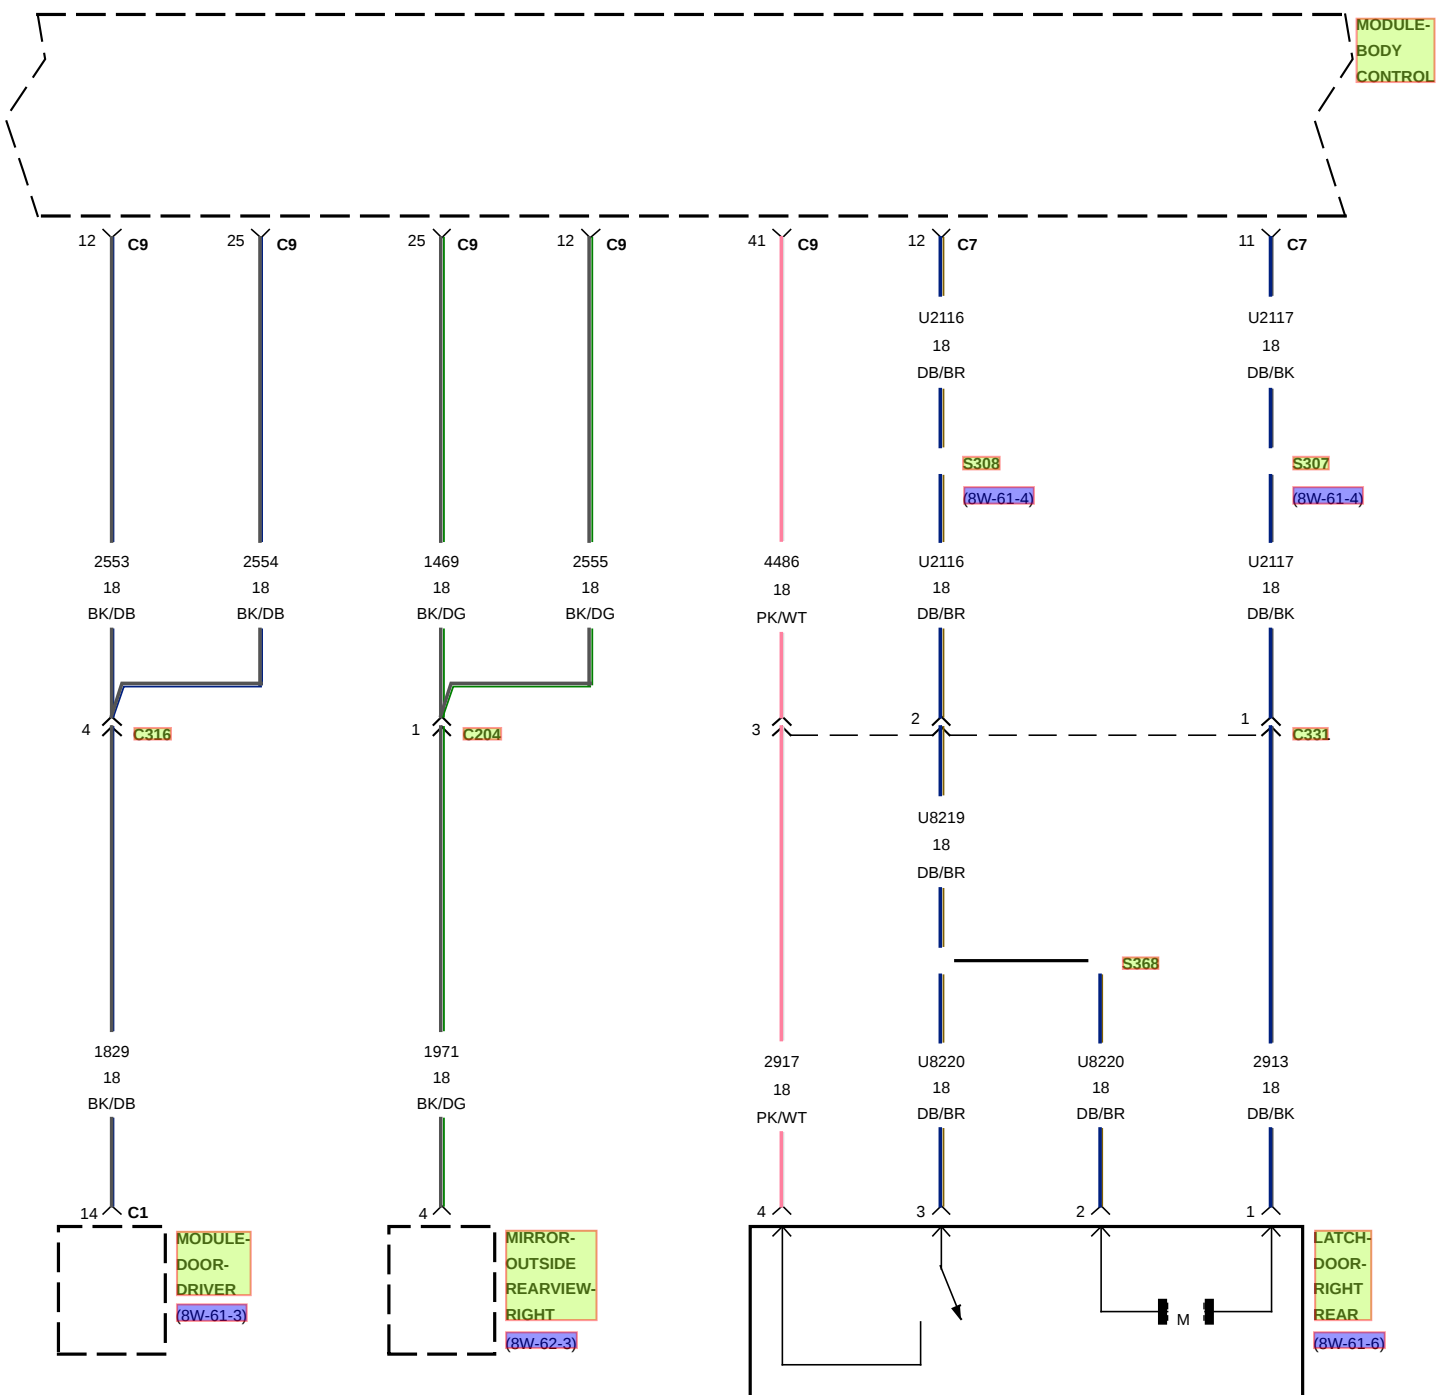 MODULE-
BODY
CONTROL
12 C9 25 C9 25 C9 12 C9 41 C9 12 C7 11 C7
U2116 U2117
18 18
DB/BR DB/BK
S308 S307
(8W-61-4) (8W-61-4)
2553 2554 1469 2555 4486 U2116 U2117
18 18 18 18 18 18 18
BK/DB BK/DB BK/DG BK/DG PK/WT DB/BR DB/BK
4 C316 1 C204 3 2 1 C331
U8219
18
DB/BR
S368
1829 1971 2917 U8220 U8220 2913
18 18 18 18 18 18
BK/DB BK/DG PK/WT DB/BR DB/BR DB/BK
14 C1 4 4 3 2 1
MODULE-
DOOR-
DRIVER
(8W-61-3)
MIRROR-
OUTSIDE
REARVIEW-
RIGHT
(8W-62-3)
M
LATCH-
DOOR-
RIGHT
REAR
(8W-61-6)